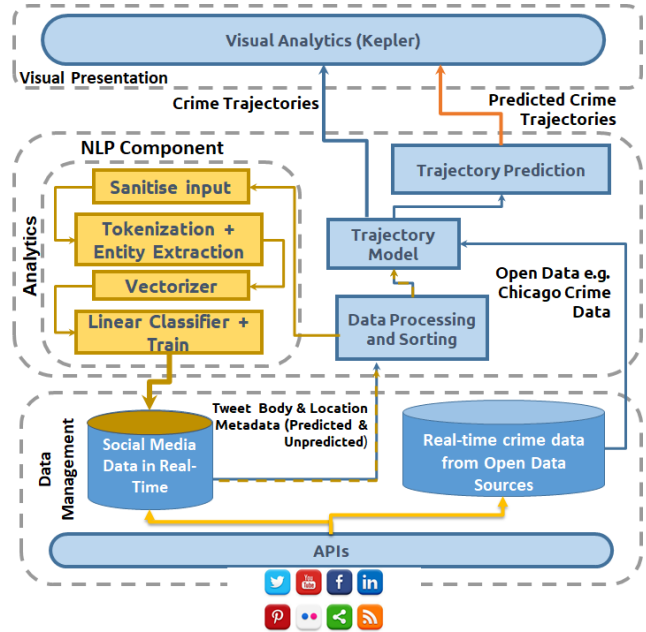 Visual Analytics (Kepler)
Visual Presentation
Crime Trajectories
Predicted Crime
Trajectories
NLP Component
Analytics
Sanitise input
Tokenization +
Entity Extraction
Vectorizer
Linear Classifier +
Train
Trajectory Prediction
Trajectory
Model
Open Data e.g.
Chicago Crime
Data
Data Processing
and Sorting
Data
Management
Social Media
Data in Real-
Time
Tweet Body & Location
Metadata (Predicted &
Unpredicted)
Real-time crime data
from Open Data
Sources
APIs
You
Tube
f
in